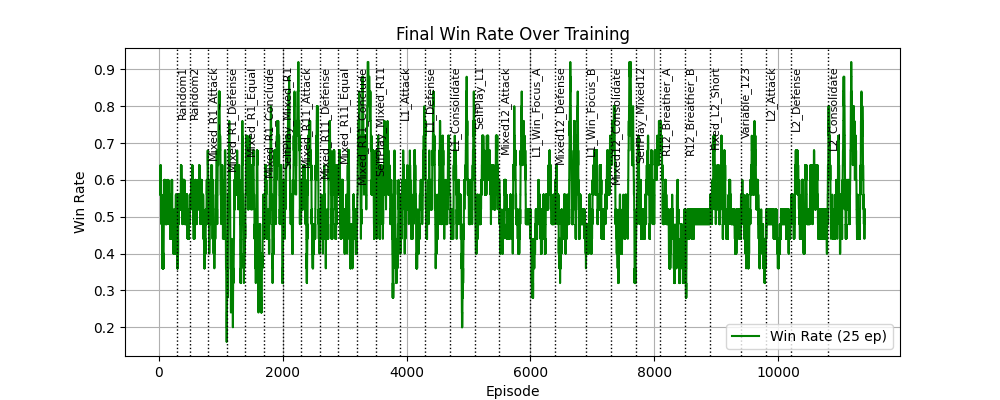 Final Win Rate Over Training
Win Rate
0.9
0.8
0.7
0.6
0.5
0.4
0.3
0.2
Random1
Random2
Mixed_R1_Attack
Mixed_R1_Defense
Mixed_R1_Equal
Mixed_R1_Conclude
SelfPlay_Mixed_R1
Mixed_R11_Attack
Mixed_R11_Defense
Mixed_R11_Equal
Mixed_R11_Conclude
SelfPlay_Mixed_R11
L1_Attack
L1_Defense
L1_Consolidate
SelfPlay_L1
Mixed12_Attack
L1_Win_Focus_A
Mixed12_Defense
L1_Win_Focus_B
Mixed12_Consolidate
SelfPlay_Mixed12
R12_Breather_A
R12_Breather_B
Fixed_L2_Short
Variable_123
L2_Attack
L2_Defense
L2_Consolidate
Win Rate (25 ep)
0
2000
4000
6000
8000
10000
Episode